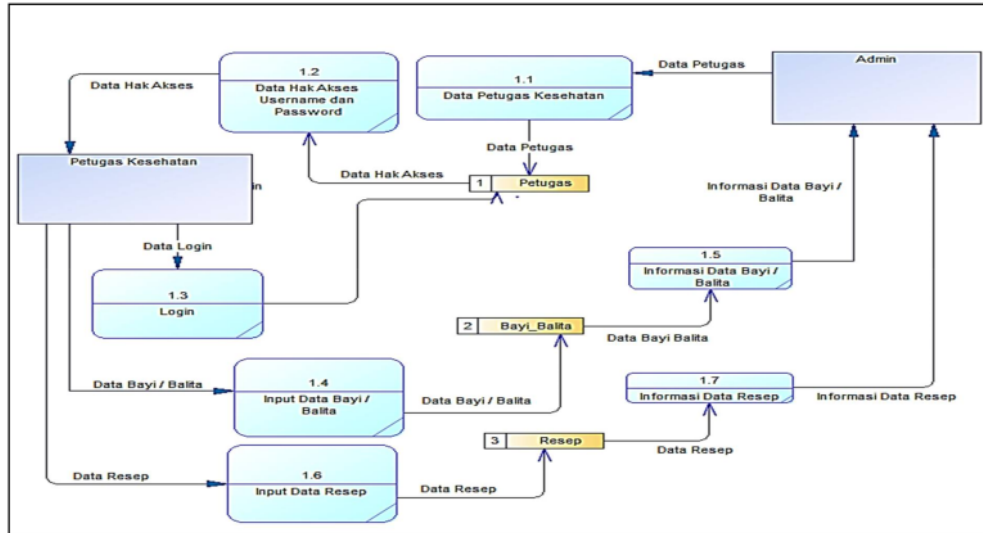 1.2
Data Hak Akses
Username dan
Password
1.1
Data Petugas Kesehatan
Data Petugas
Admin
Data Hak Akses
Data Petugas
Petugas Kesehatan
in
Data Hak Akses
1 Petugas
Informasi Data Bayi /
Balita
Data Login
1.3
Login
1.5
Informasi Data Bayi /
Balita
2 Bayi_Balita
Data Bayi Balita
Data Bayi / Balita
1.4
Input Data Bayi /
Balita
Data Bayi / Balita
1.7
Informasi Data Resep
Informasi Data Resep
3 Resep
Data Resep
Data Resep
1.6
Input Data Resep
Data Resep